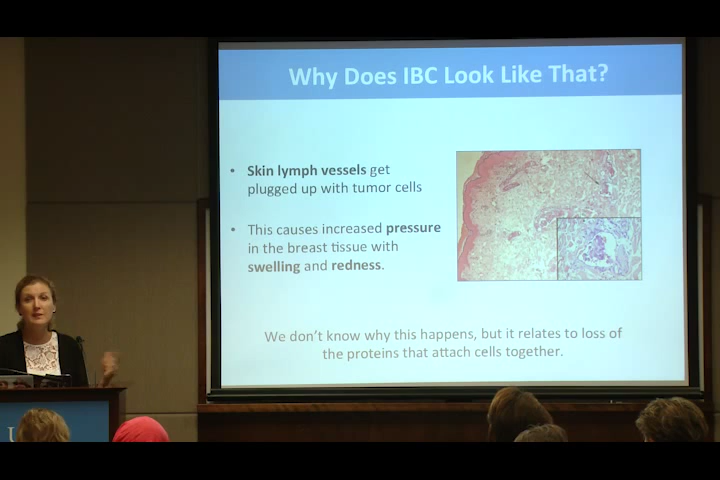 Why Does IBC Look Like That?
• Skin lymph vessels get
plugged up with tumor cells
• This causes increased pressure
in the breast tissue with
swelling and redness.
We don't know why this happens, but it relates to loss of
the proteins that attach cells together.
U